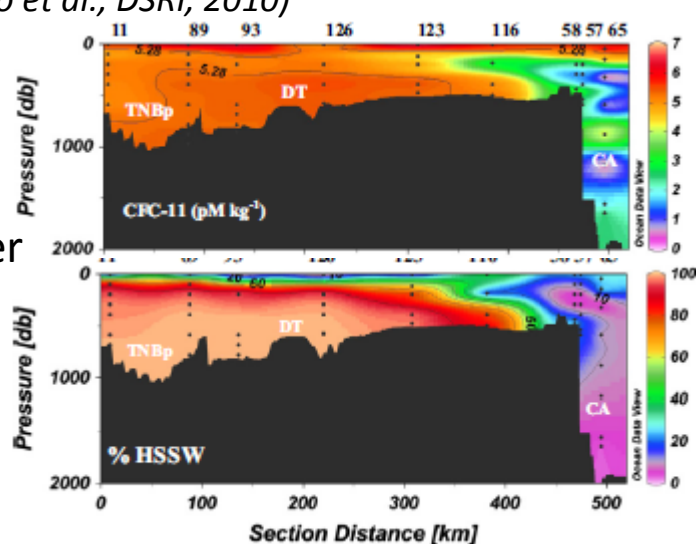 o et al., DSRI, 2010)
11 89 93 126 123 116 58 57 65
0
1000
2000
Pressure [db]
5.28
5.28
5.28
TNBp
DT
CA
CFC-11 (pM kg⁻¹)
7
6
5
4
3
2
1
0
Ocean Data View
er
0
1000
2000
Pressure [db]
60
TNBp
DT
CA
% HSSW
100
80
60
40
20
0
Ocean Data View
0 100 200 300 400 500
Section Distance [km]